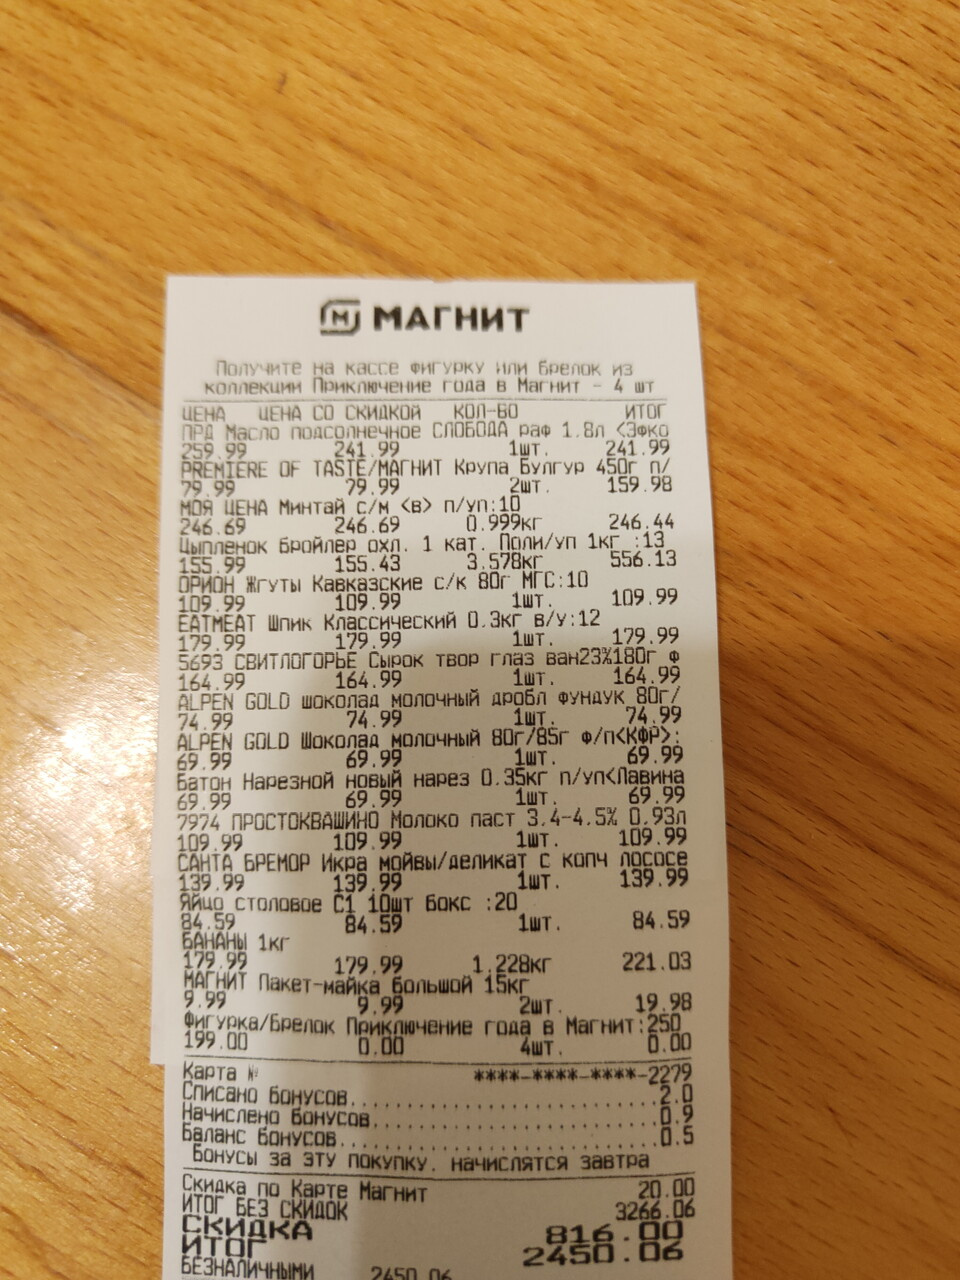 МАГНИТ
Получите на кассе фигурку или брелок из
коллекции Приключение года в Магнит - 4 шт
ЦЕНА ЦЕНА СО СКИДКОЙ КОЛ-ВО ИТОГ
ПРД Масло подсолнечное СЛОБОДА раф 1.8л <Эфко
259.99 241.99 1шт. 241.99
PREMIERE OF TASTE/МАГНИТ Крупа Булгур 450г п/
79.99 79.99 2шт. 159.98
МОЯ ЦЕНА Минтай с/м <в> п/уп:10
246.69 246.69 0.999кг 246.44
Цыпленок бройлер охл. 1 кат. Поли/уп 1кг :13
155.99 155.43 3.578кг 556.13
ОРИОН Жгуты Кавказские с/к 80г МГС:10
109.99 109.99 1шт. 109.99
EATMEAT Шпик Классический 0.3кг в/у:12
179.99 179.99 1шт. 179.99
5693 СВИТЛОГОРЬЕ Сырок твор глаз ван23%180г ф
164.99 164.99 1шт. 164.99
ALPEN GOLD шоколад молочный дробл фундук 80г/
74.99 74.99 1шт. 74.99
ALPEN GOLD Шоколад молочный 80г/85г ф/п<КФР>:
69.99 69.99 1шт. 69.99
Батон Нарезной новый нарез 0.35кг п/уп<Лавина
69.99 69.99 1шт. 69.99
7974 ПРОСТОКВАШИНО Молоко паст 3.4-4.5% 0.93л
109.99 109.99 1шт. 109.99
САНТА БРЕМОР Икра мойвы/деликат с копч лососе
139.99 139.99 1шт. 139.99
Яйцо столовое С1 10шт бокс :20
84.59 84.59 1шт. 84.59
БАНАНЫ 1кг
179.99 179.99 1.228кг 221.03
МАГНИТ Пакет-майка большой 15кг
9.99 9.99 2шт. 19.98
Фигурка/Брелок Приключение года в Магнит:250
199.00 0.00 4шт. 0.00
Карта № ****-****-****-2279
Списано бонусов..........................2.0
Начислено бонусов........................0.9
Баланс бонусов...........................0.5
Бонусы за эту покупку, начислятся завтра
Скидка по Карте Магнит 20.00
ИТОГ БЕЗ СКИДОК 3266.06
СКИДКА 816.00
ИТОГ 2450.06
БЕЗНАЛИЧНЫМИ 2450.06